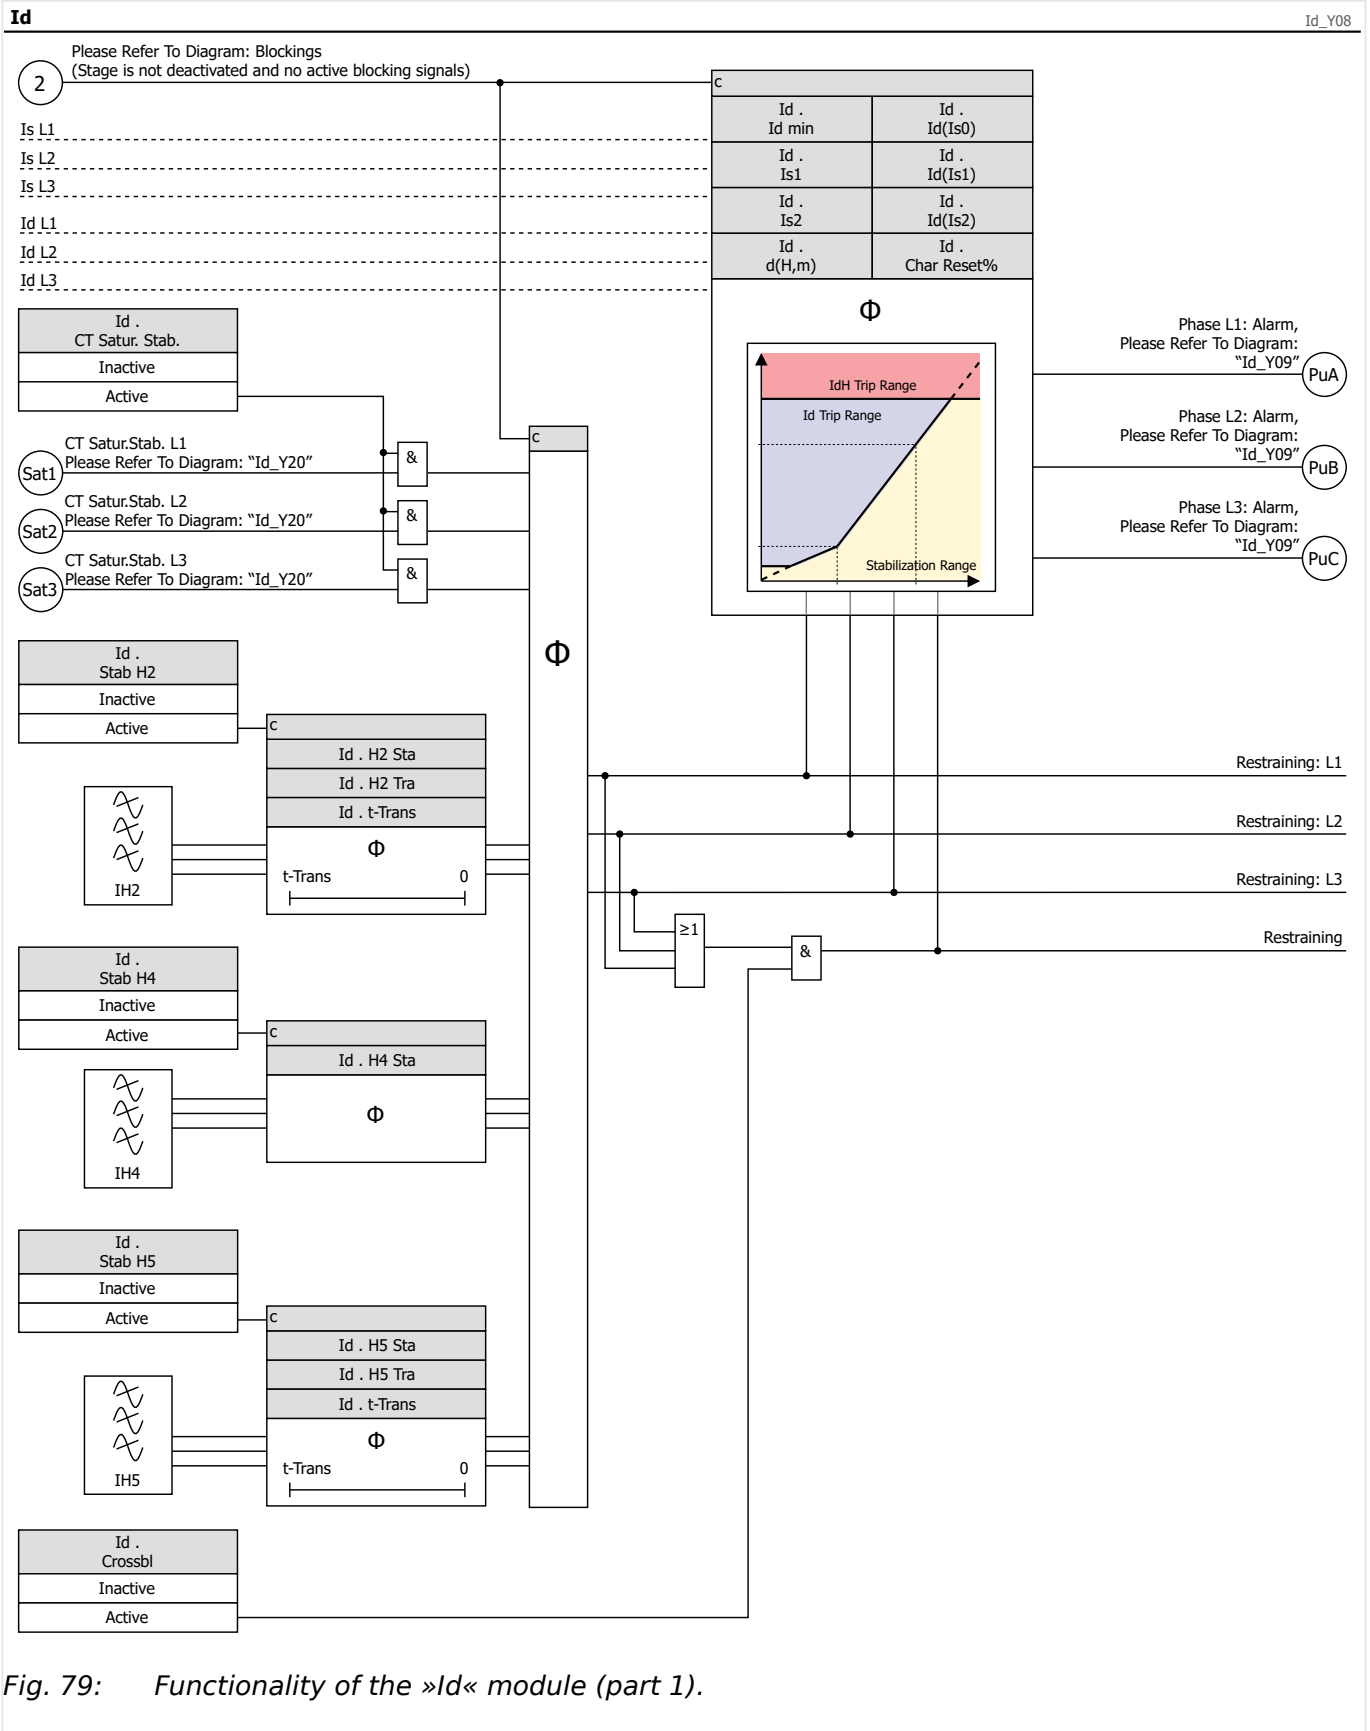 Id
Id_Y08
Please Refer To Diagram: Blockings
(Stage is not deactivated and no active blocking signals)
2
c
Id .
Id min
Id .
Id(Is0)
Id .
Is1
Id .
Id(Is1)
Id .
Is2
Id .
Id(Is2)
Id .
d(H,m)
Id .
Char Reset%
Is L1
Is L2
Is L3
Id L1
Id L2
Id L3
Φ
IdH Trip Range
Id Trip Range
Stabilization Range
Phase L1: Alarm,
Please Refer To Diagram:
“Id_Y09”
PuA
Phase L2: Alarm,
Please Refer To Diagram:
“Id_Y09”
PuB
Phase L3: Alarm,
Please Refer To Diagram:
“Id_Y09”
PuC
Id .
CT Satur. Stab.
Inactive
Active
CT Satur.Stab. L1
Please Refer To Diagram: “Id_Y20”
Sat1
&
CT Satur.Stab. L2
Please Refer To Diagram: “Id_Y20”
Sat2
&
CT Satur.Stab. L3
Please Refer To Diagram: “Id_Y20”
Sat3
&
c
Φ
Id .
Stab H2
Inactive
Active
c
Id . H2 Sta
Id . H2 Tra
Id . t-Trans
Φ
t-Trans 0
IH2
Restraining: L1
Restraining: L2
Restraining: L3
≥1
&
Restraining
Id .
Stab H4
Inactive
Active
c
Id . H4 Sta
Φ
IH4
Id .
Stab H5
Inactive
Active
c
Id . H5 Sta
Id . H5 Tra
Id . t-Trans
Φ
t-Trans 0
IH5
Id .
Crossbl
Inactive
Active
Fig. 79: Functionality of the »Id« module (part 1).